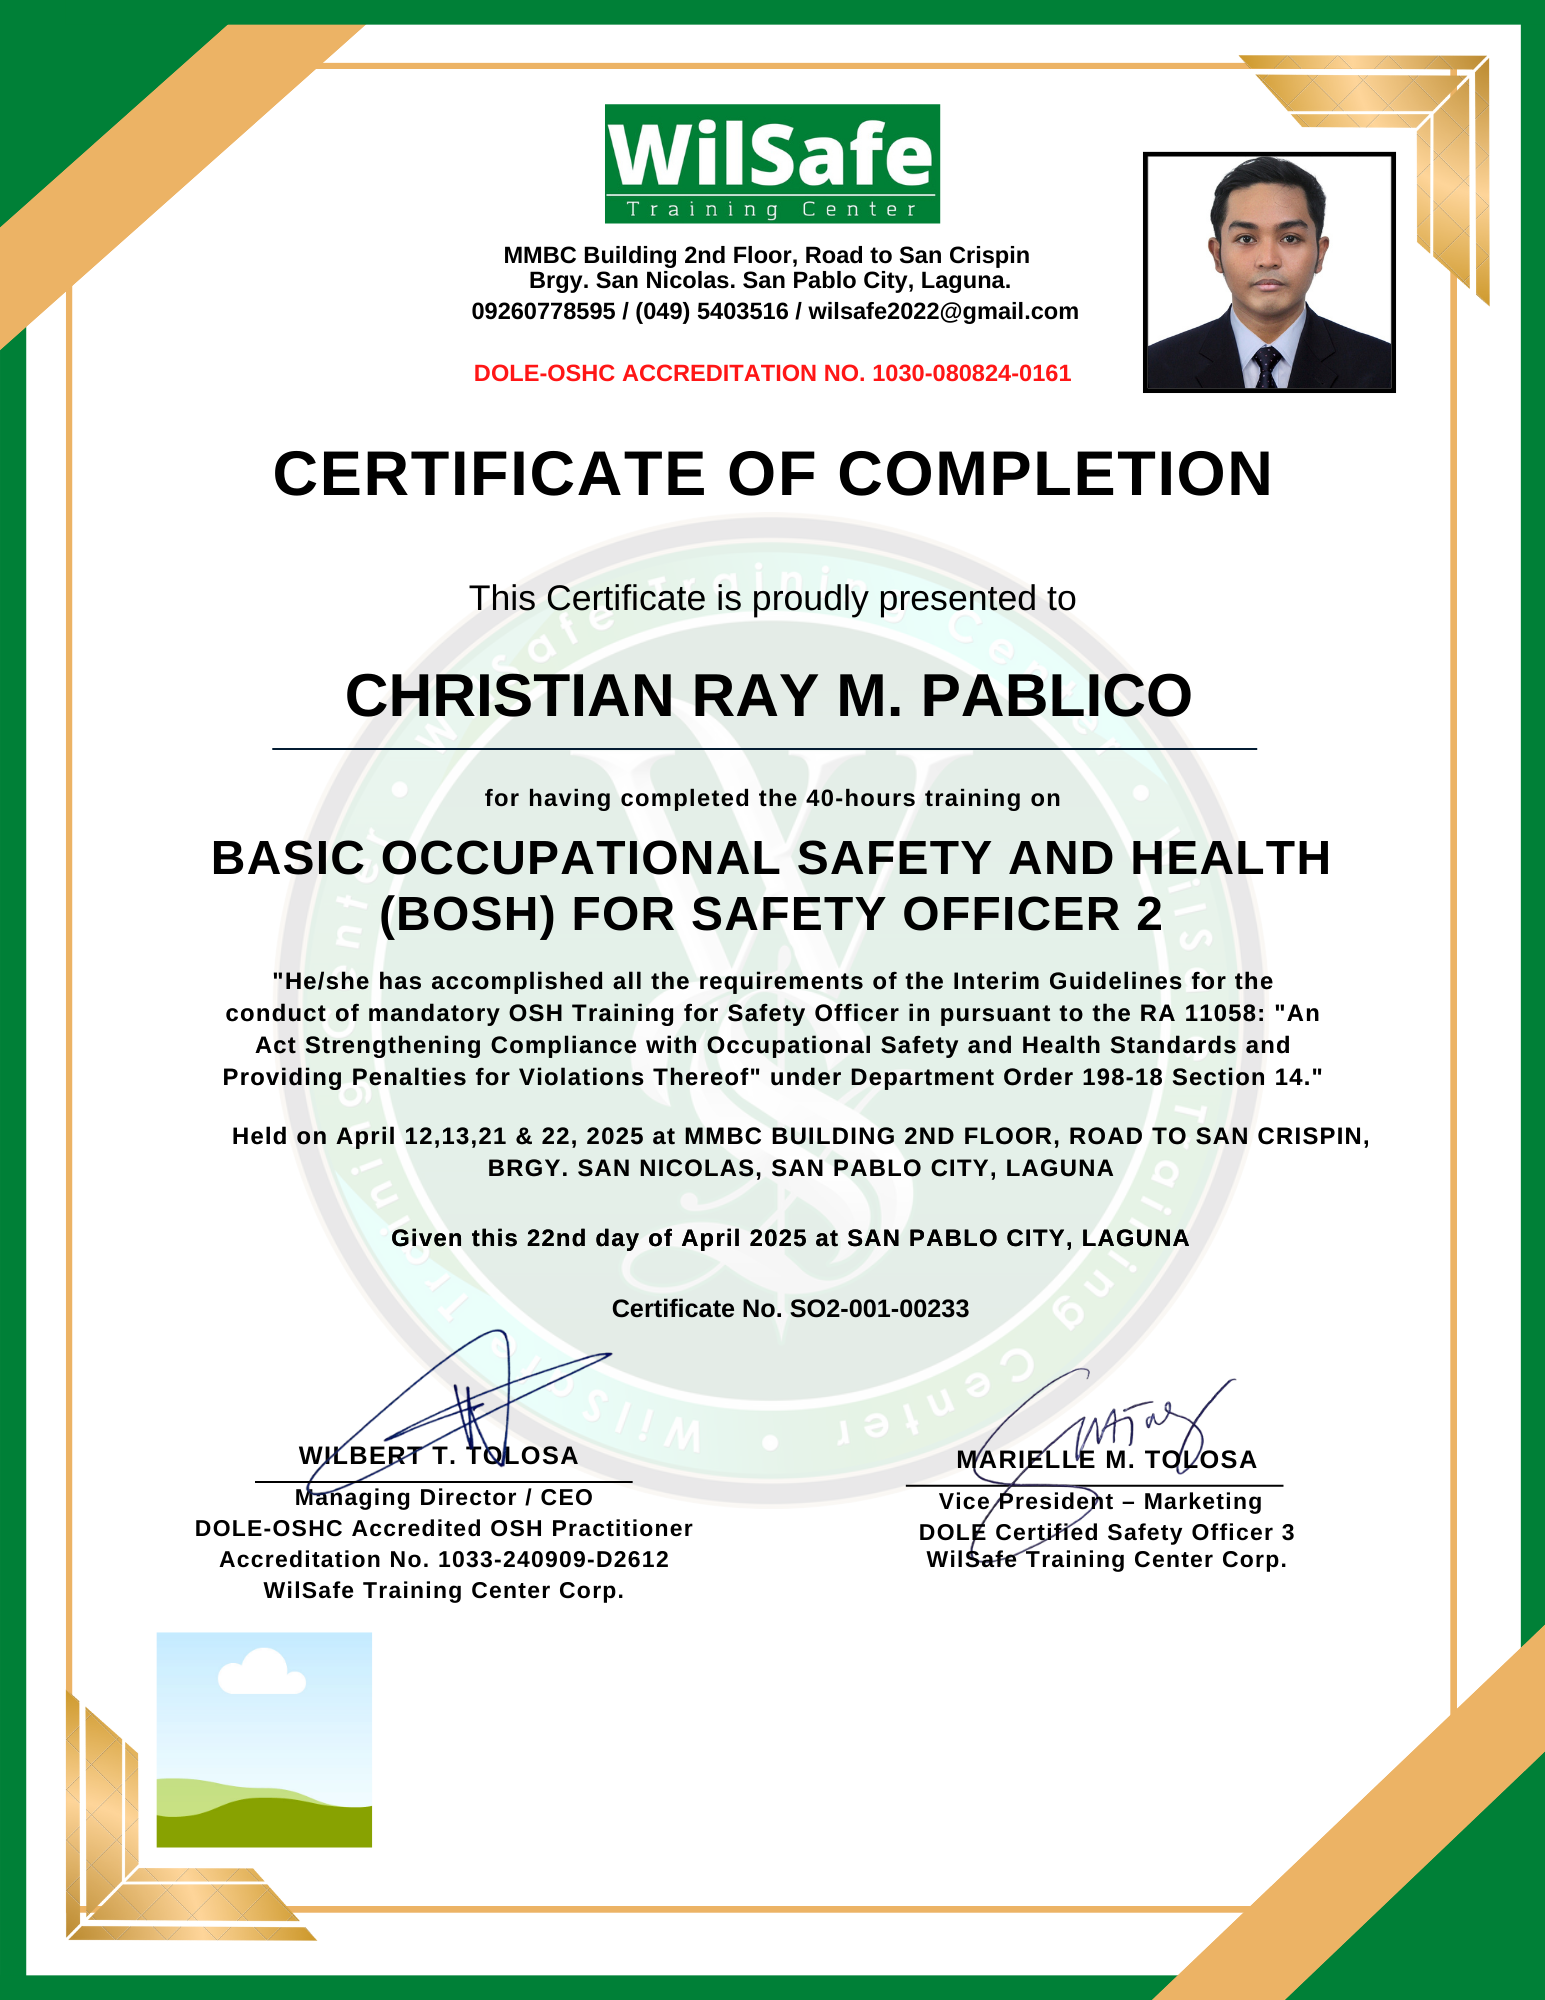 WilSafe
Training Center
MMBC Building 2nd Floor, Road to San Crispin
Brgy. San Nicolas. San Pablo City, Laguna.
09260778595 / (049) 5403516 / wilsafe2022@gmail.com
DOLE-OSHC ACCREDITATION NO. 1030-080824-0161
CERTIFICATE OF COMPLETION
This Certificate is proudly presented to
CHRISTIAN RAY M. PABLICO
for having completed the 40-hours training on
BASIC OCCUPATIONAL SAFETY AND HEALTH
(BOSH) FOR SAFETY OFFICER 2
"He/she has accomplished all the requirements of the Interim Guidelines for the
conduct of mandatory OSH Training for Safety Officer in pursuant to the RA 11058: "An
Act Strengthening Compliance with Occupational Safety and Health Standards and
Providing Penalties for Violations Thereof" under Department Order 198-18 Section 14."
Held on April 12,13,21 & 22, 2025 at MMBC BUILDING 2ND FLOOR, ROAD TO SAN CRISPIN,
BRGY. SAN NICOLAS, SAN PABLO CITY, LAGUNA
Given this 22nd day of April 2025 at SAN PABLO CITY, LAGUNA
Certificate No. SO2-001-00233
WILBERT T. TOLOSA
Managing Director / CEO
DOLE-OSHC Accredited OSH Practitioner
Accreditation No. 1033-240909-D2612
WilSafe Training Center Corp.
MARIELLE M. TOLOSA
Vice President – Marketing
DOLE Certified Safety Officer 3
WilSafe Training Center Corp.
WilSafe Training Center • WilSafe Training Center • WilSafe Training Center •